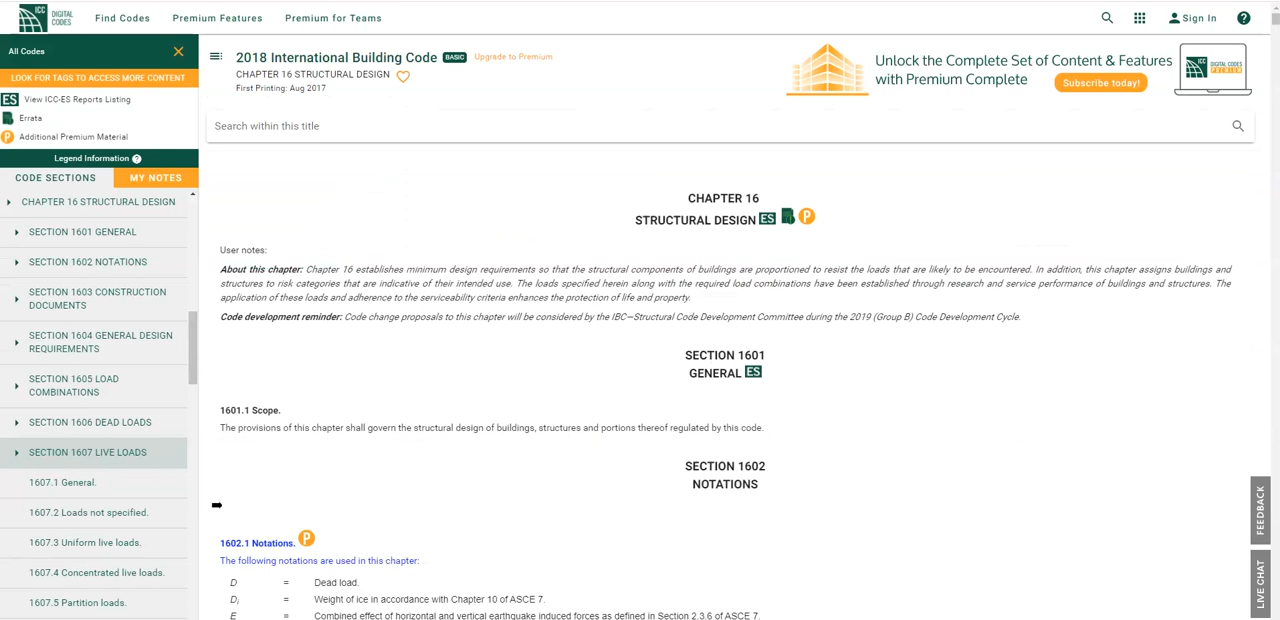 ICC DIGITAL CODES
Find Codes
Premium Features
Premium for Teams
Sign In
?
All Codes
LOOK FOR TAGS TO ACCESS MORE CONTENT
ES View ICC-ES Reports Listing
Errata
P Additional Premium Material
Legend Information ?
CODE SECTIONS
MY NOTES
CHAPTER 16 STRUCTURAL DESIGN
SECTION 1601 GENERAL
SECTION 1602 NOTATIONS
SECTION 1603 CONSTRUCTION
DOCUMENTS
SECTION 1604 GENERAL DESIGN
REQUIREMENTS
SECTION 1605 LOAD
COMBINATIONS
SECTION 1606 DEAD LOADS
SECTION 1607 LIVE LOADS
1607.1 General.
1607.2 Loads not specified.
1607.3 Uniform live loads.
1607.4 Concentrated live loads.
1607.5 Partition loads.
2018 International Building Code BASIC Upgrade to Premium
CHAPTER 16 STRUCTURAL DESIGN
First Printing: Aug 2017
Unlock the Complete Set of Content & Features
with Premium Complete
Subscribe today!
ICC DIGITAL CODES PREMIUM
Search within this title
CHAPTER 16
STRUCTURAL DESIGN ES P
User notes:
About this chapter: Chapter 16 establishes minimum design requirements so that the structural components of buildings are proportioned to resist the loads that are likely to be encountered. In addition, this chapter assigns buildings and
structures to risk categories that are indicative of their intended use. The loads specified herein along with the required load combinations have been established through research and service performance of buildings and structures. The
application of these loads and adherence to the serviceability criteria enhances the protection of life and property.
Code development reminder: Code change proposals to this chapter will be considered by the IBC—Structural Code Development Committee during the 2019 (Group B) Code Development Cycle.
SECTION 1601
GENERAL ES
1601.1 Scope.
The provisions of this chapter shall govern the structural design of buildings, structures and portions thereof regulated by this code.
SECTION 1602
NOTATIONS
1602.1 Notations. P
The following notations are used in this chapter:
D = Dead load.
Di = Weight of ice in accordance with Chapter 10 of ASCE 7.
E = Combined effect of horizontal and vertical earthquake induced forces as defined in Section 2.3.6 of ASCE 7.
FEEDBACK
LIVE CHAT